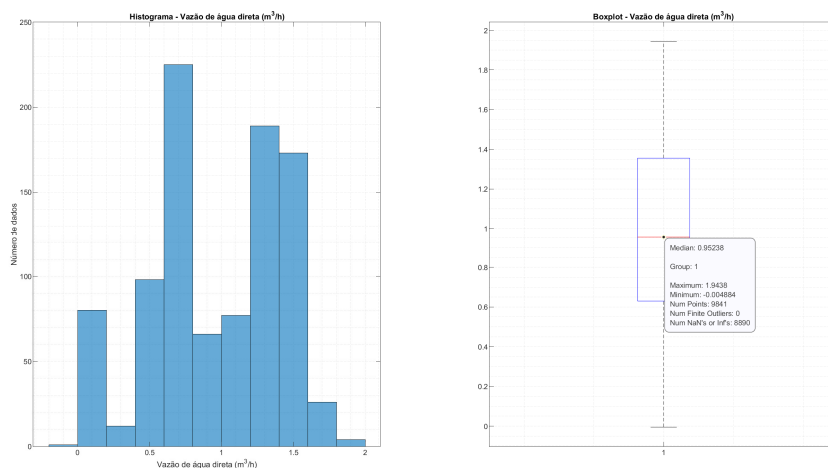 Histograma - Vazão de água direta (m³/h)
250
200
150
100
50
0
Número de dados
0
0.5
1
1.5
2
Vazão de água direta (m³/h)
Boxplot - Vazão de água direta (m³/h)
2
1.8
1.6
1.4
1.2
1
0.8
0.6
0.4
0.2
0
1
Median: 0.95238
Group: 1
Maximum: 1.9438
Minimum: -0.004884
Num Points: 9841
Num Finite Outliers: 0
Num NaN's or Inf's: 8890